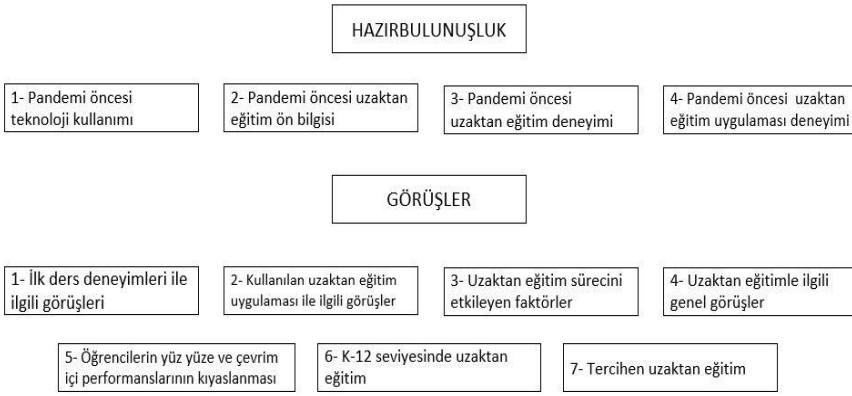 HAZIRBULUNUŞLUK
1- Pandemi öncesi
teknoloji kullanımı
2- Pandemi öncesi uzaktan
eğitim ön bilgisi
3- Pandemi öncesi
uzaktan eğitim deneyimi
4- Pandemi öncesi uzaktan
eğitim uygulaması deneyimi
GÖRÜŞLER
1- İlk ders deneyimleri ile
ilgili görüşleri
2- Kullanılan uzaktan eğitim
uygulaması ile ilgili görüşler
3- Uzaktan eğitim sürecini
etkileyen faktörler
4- Uzaktan eğitimle ilgili
genel görüşler
5- Öğrencilerin yüz yüze ve çevrim
içi performanslarının kıyaslanması
6- K-12 seviyesinde uzaktan
eğitim
7- Tercihen uzaktan eğitim